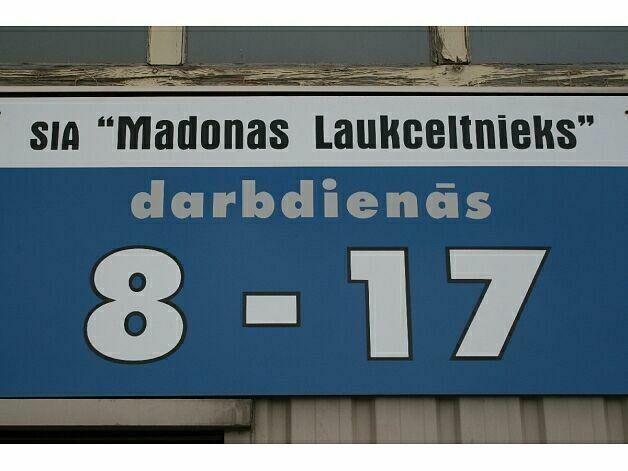 SIA "Madonas Laukceltnieks"
darbdienās
8 - 17